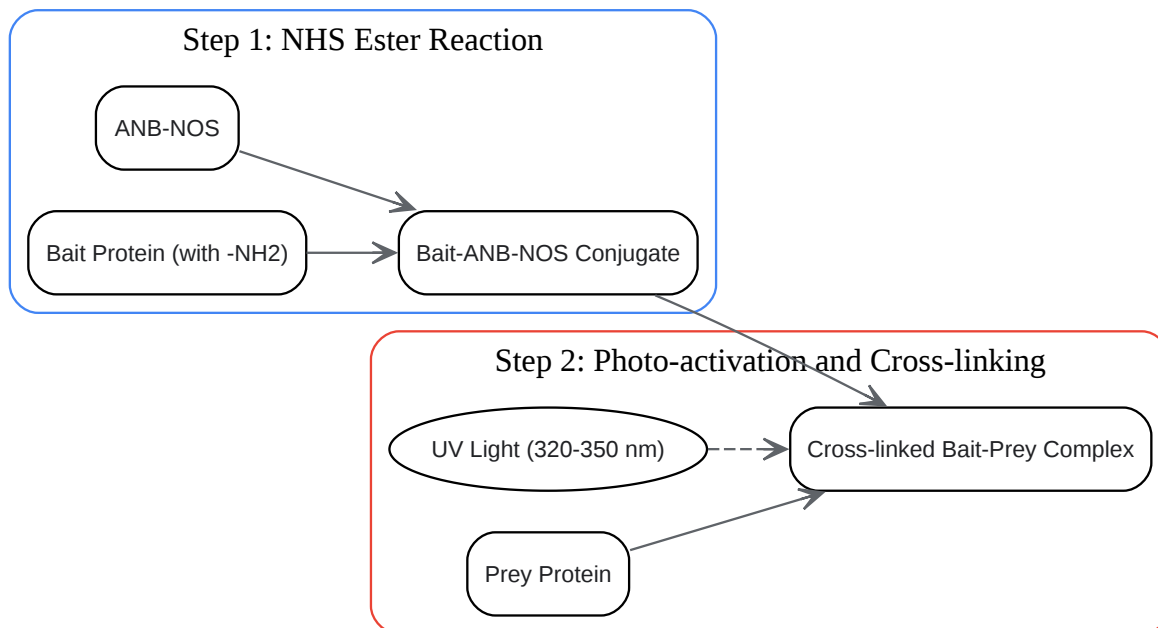 Step 1: NHS Ester Reaction
ANB-NOS
Bait Protein (with -NH2)
Bait-ANB-NOS Conjugate
Step 2: Photo-activation and Cross-linking
UV Light (320-350 nm)
Cross-linked Bait-Prey Complex
Prey Protein